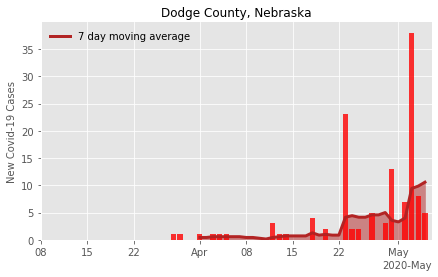 Dodge County, Nebraska
7 day moving average
New Covid-19 Cases
35
30
25
20
15
10
5
0
08 15 22 Apr 08 15 22 May
2020-May